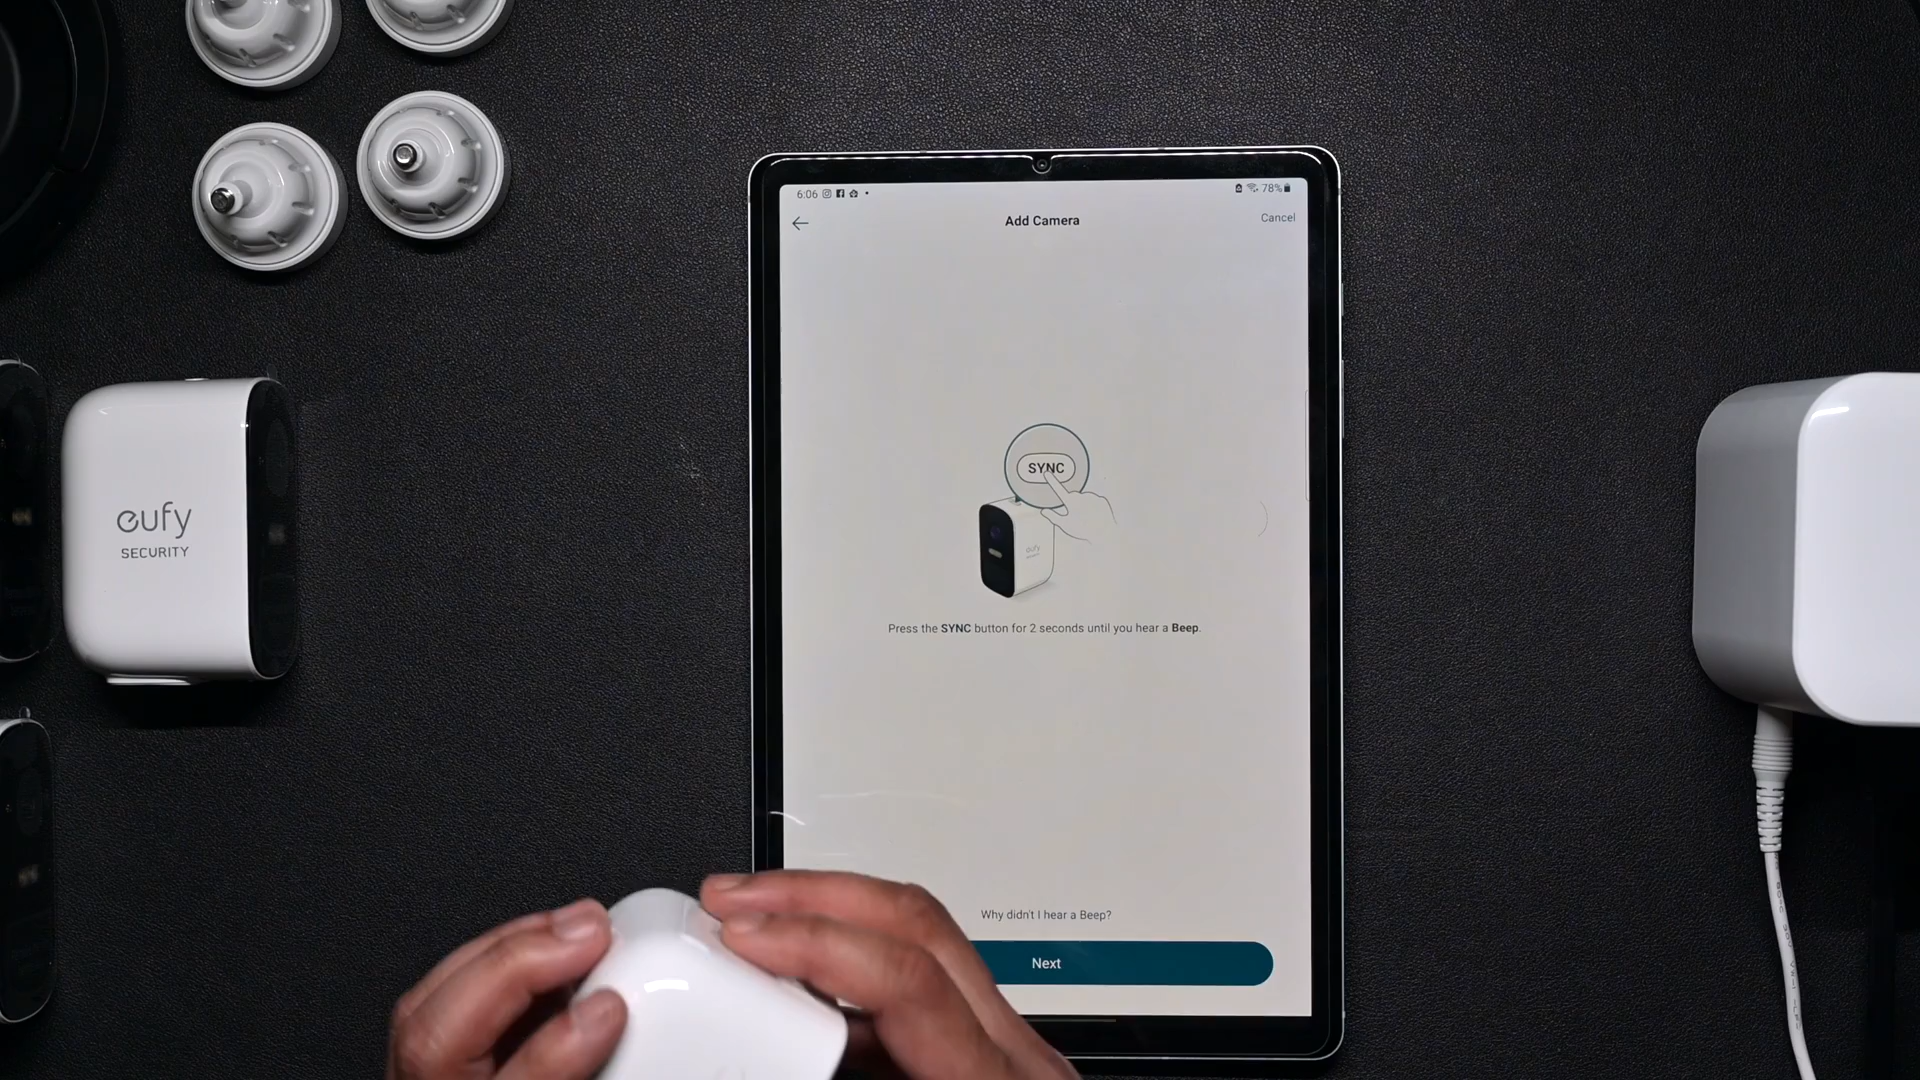 6:06
78%
Add Camera
Cancel
SYNC
eufy
Press the SYNC button for 2 seconds until you hear a Beep.
Why didn't I hear a Beep?
Next
eufy
SECURITY